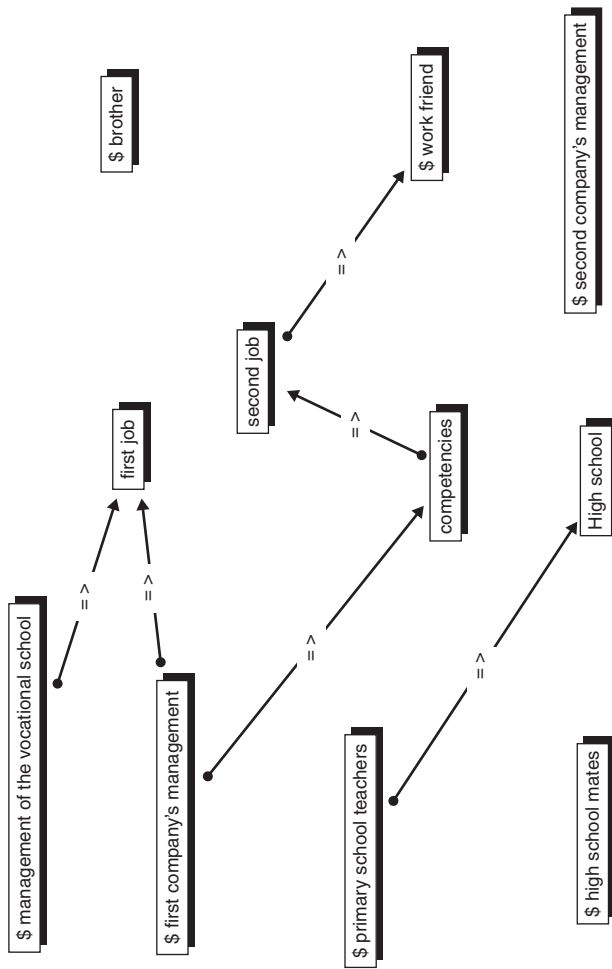 $ management of the vocational school
=>
first job
$ brother
$ first company's management
=>
=>
second job
=>
$ work friend
$ primary school teachers
=>
competencies
=>
$ high school mates
High school
$ second company's management